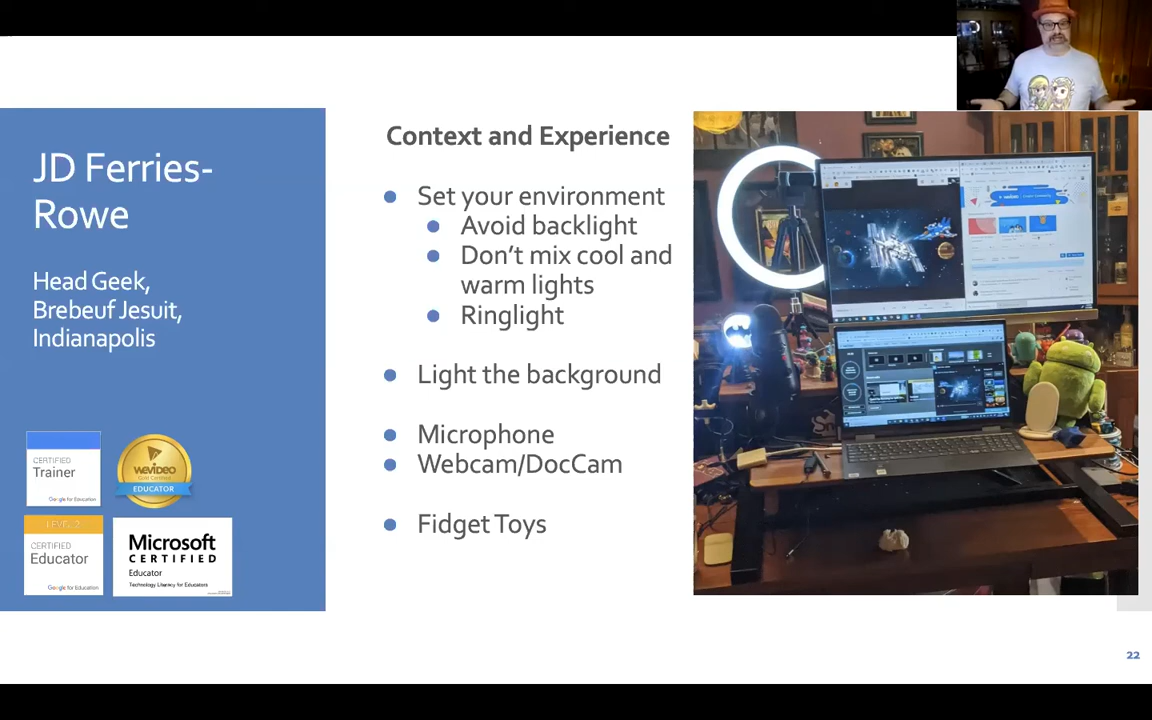 JD Ferries-
Rowe
Head Geek,
Brebeuf Jesuit,
Indianapolis
CERTIFIED
Trainer
Google for Education
WEVIDEO
Gold Certified
EDUCATOR
LEVEL 2
CERTIFIED
Educator
Google for Education
Microsoft
CERTIFIED
Educator
Technology Literacy for Educators
Context and Experience
Set your environment
Avoid backlight
Don't mix cool and
warm lights
Ringlight
Light the background
Microphone
Webcam/DocCam
Fidget Toys
22